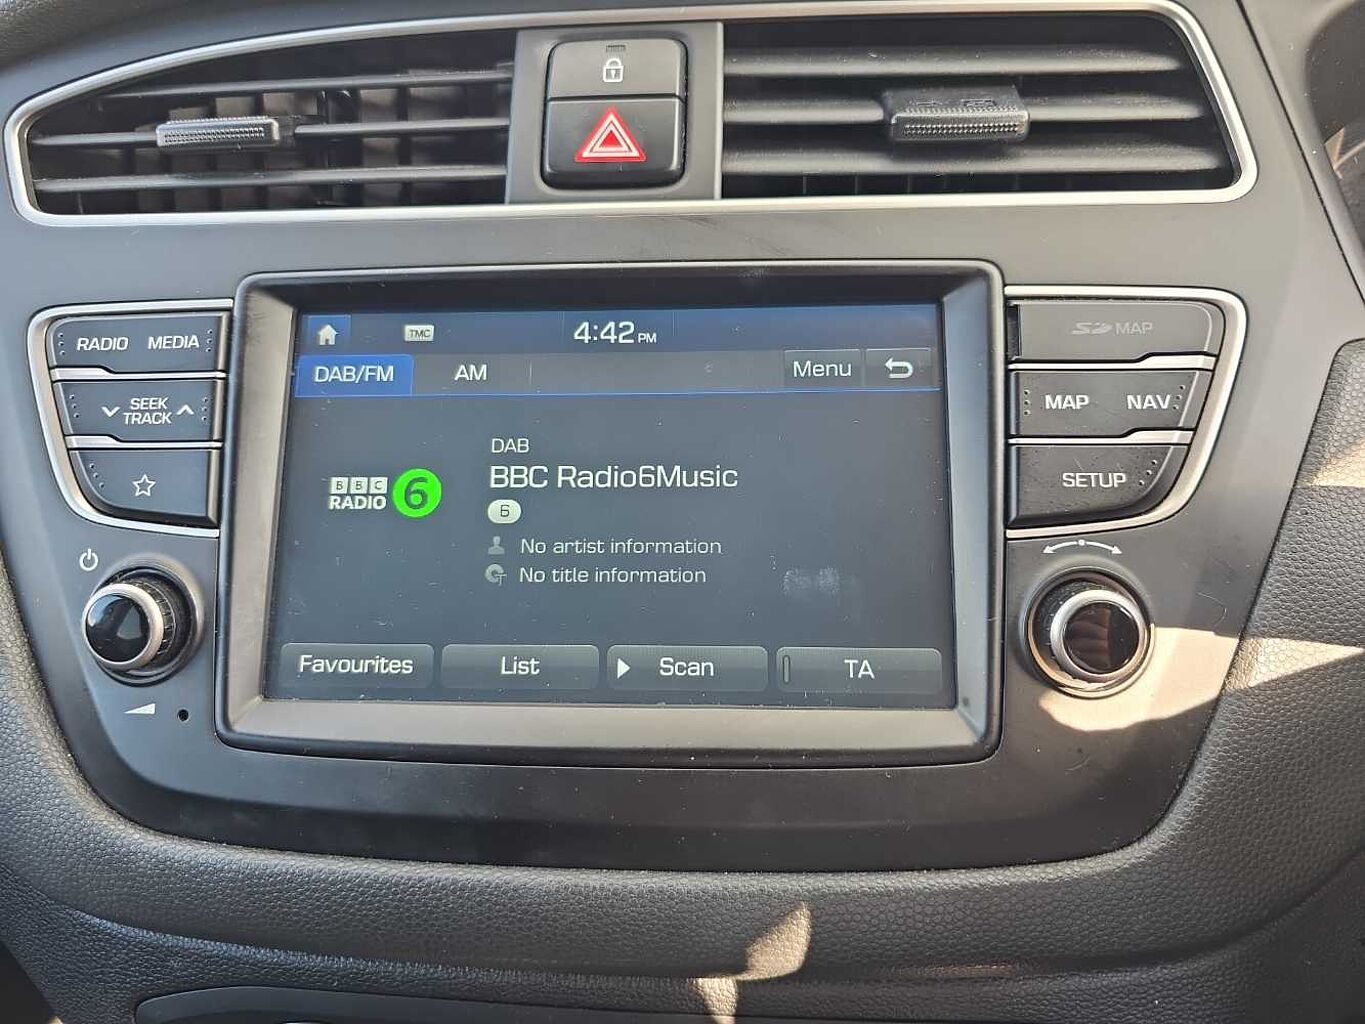 RADIO MEDIA
SEEK
TRACK
TMC
4:42 PM
DAB/FM AM Menu
DAB
BBC Radio6Music
BBC
RADIO 6
6
No artist information
No title information
Favourites List Scan TA
SD MAP
MAP NAV
SETUP